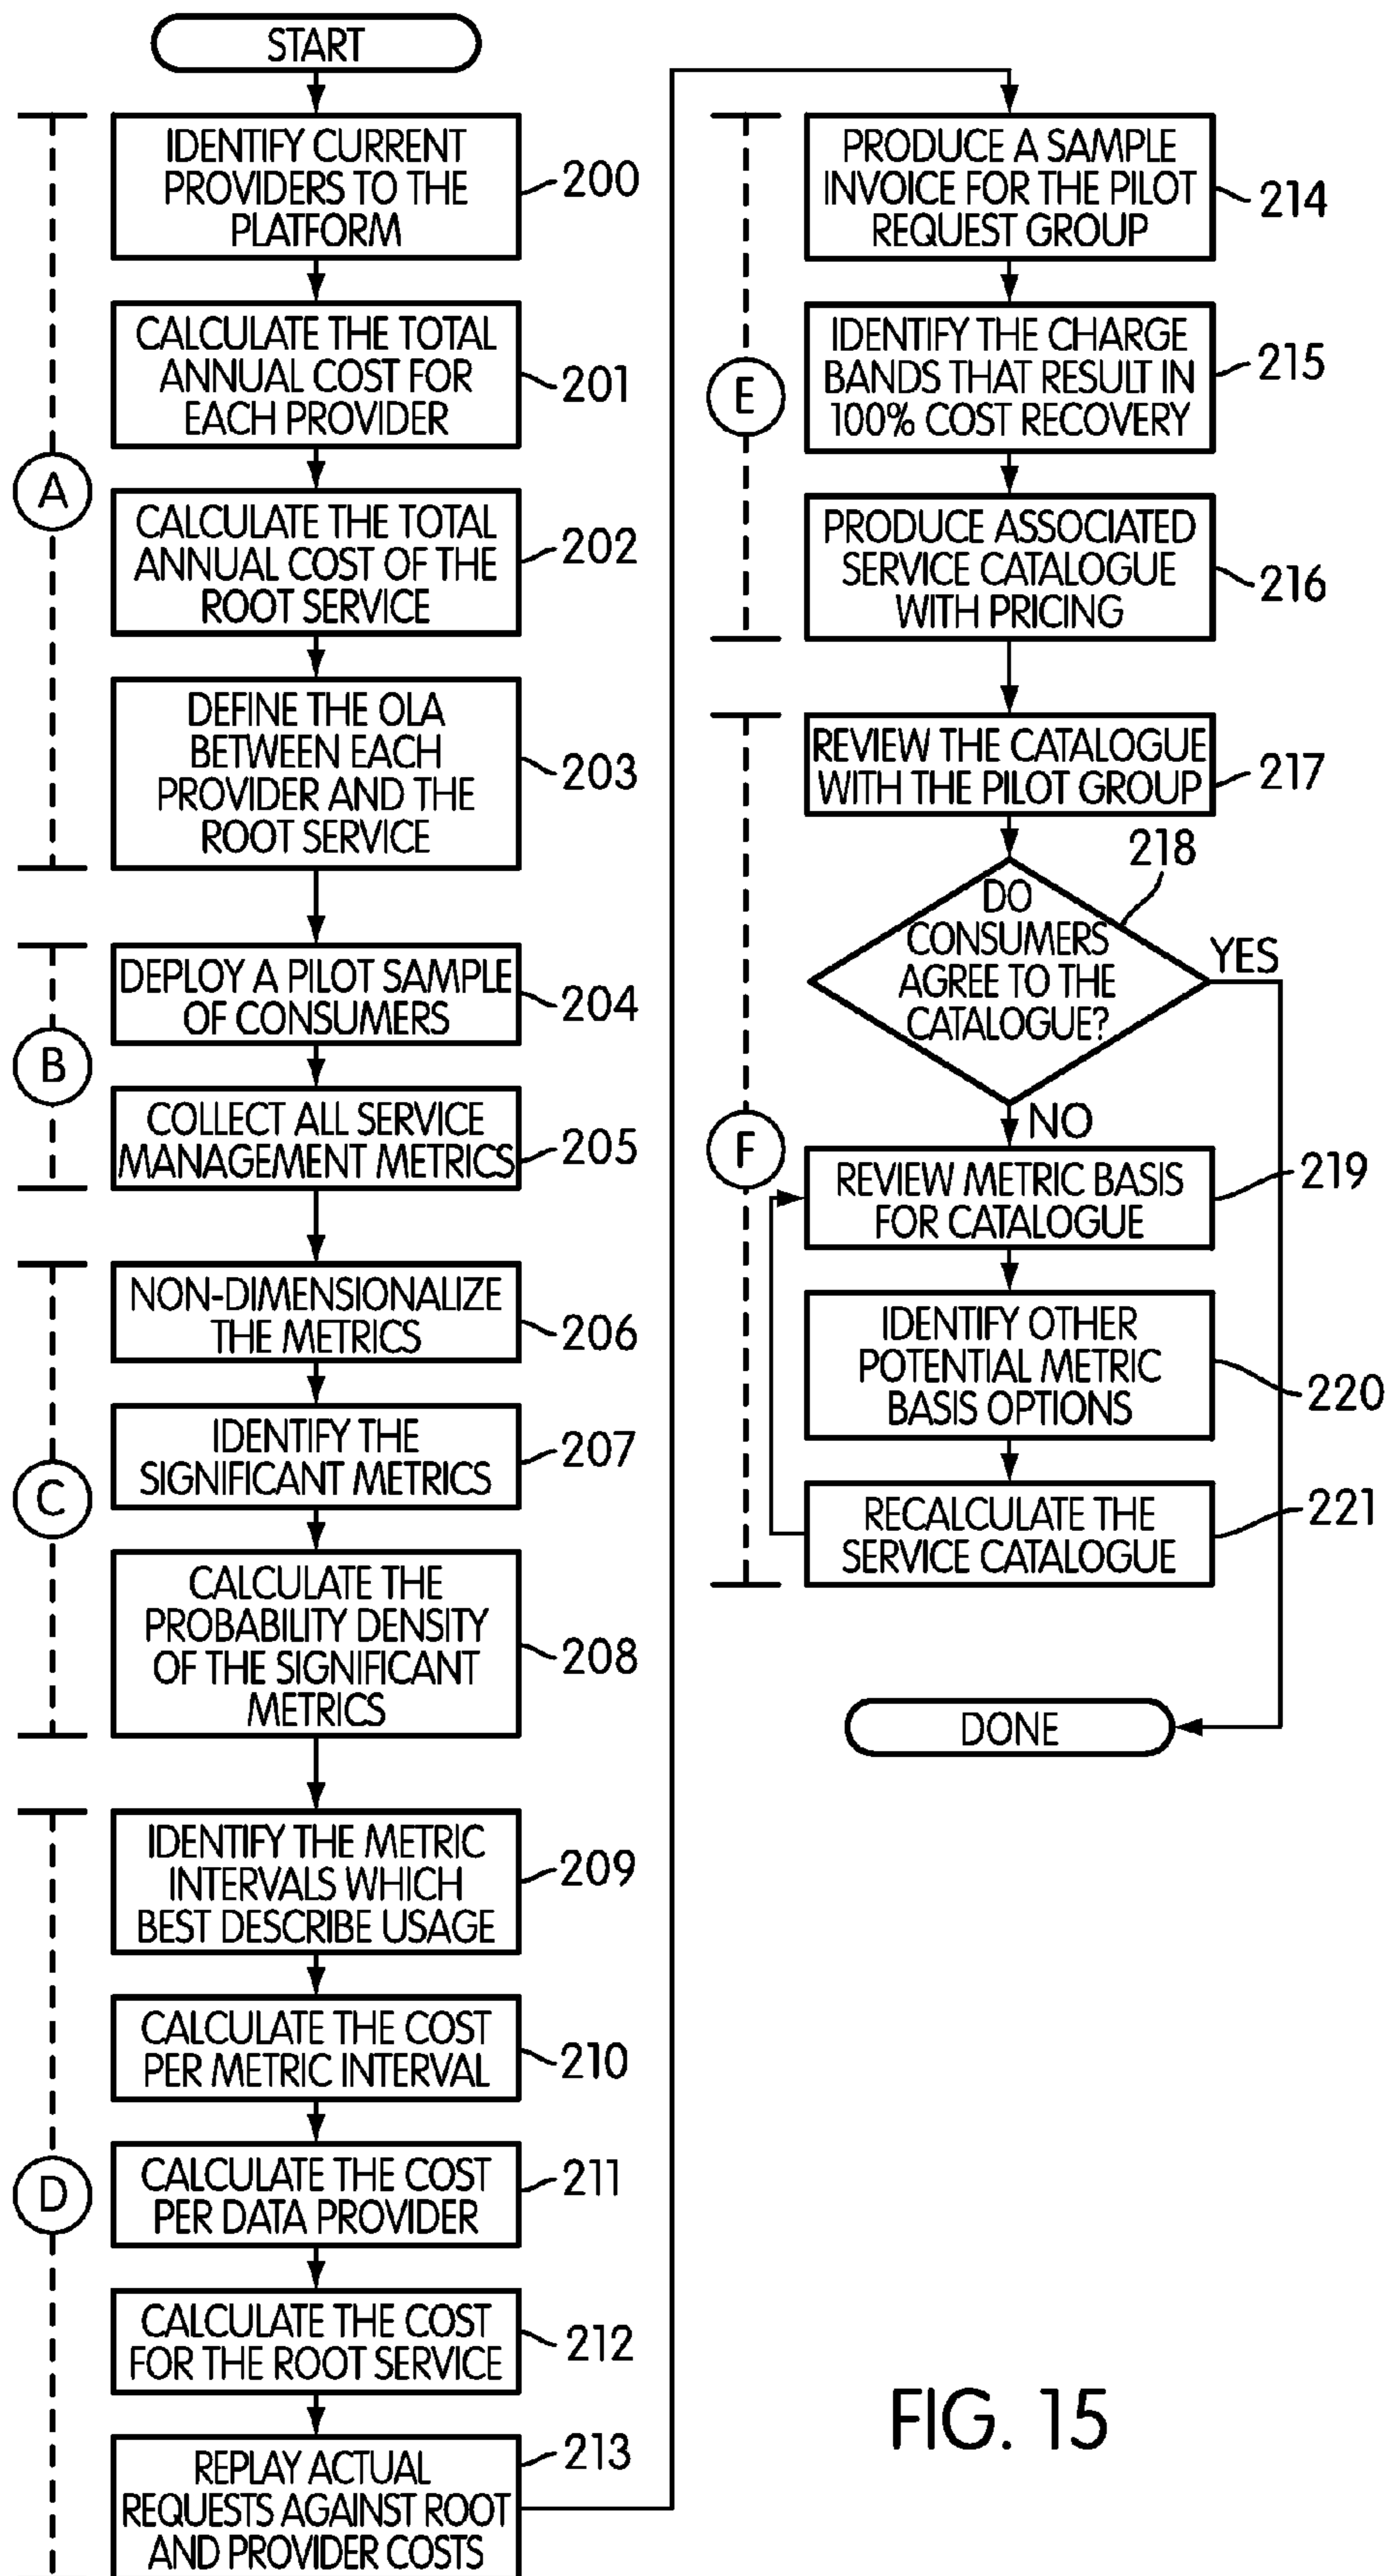 START
IDENTIFY CURRENT
PROVIDERS TO THE
PLATFORM
200
CALCULATE THE TOTAL
ANNUAL COST FOR
EACH PROVIDER
201
A
CALCULATE THE TOTAL
ANNUAL COST OF THE
ROOT SERVICE
202
DEFINE THE OLA
BETWEEN EACH
PROVIDER AND THE
ROOT SERVICE
203
DEPLOY A PILOT SAMPLE
OF CONSUMERS
204
B
COLLECT ALL SERVICE
MANAGEMENT METRICS
205
NON-DIMENSIONALIZE
THE METRICS
206
IDENTIFY THE
SIGNIFICANT METRICS
207
C
CALCULATE THE
PROBABILITY DENSITY
OF THE SIGNIFICANT
METRICS
208
IDENTIFY THE METRIC
INTERVALS WHICH
BEST DESCRIBE USAGE
209
CALCULATE THE COST
PER METRIC INTERVAL
210
D
CALCULATE THE COST
PER DATA PROVIDER
211
CALCULATE THE COST
FOR THE ROOT SERVICE
212
REPLAY ACTUAL
REQUESTS AGAINST ROOT
AND PROVIDER COSTS
213
PRODUCE A SAMPLE
INVOICE FOR THE PILOT
REQUEST GROUP
214
E
IDENTIFY THE CHARGE
BANDS THAT RESULT IN
100% COST RECOVERY
215
PRODUCE ASSOCIATED
SERVICE CATALOGUE
WITH PRICING
216
REVIEW THE CATALOGUE
WITH THE PILOT GROUP
217
218
DO
CONSUMERS
AGREE TO THE
CATALOGUE?
YES
NO
F
REVIEW METRIC BASIS
FOR CATALOGUE
219
IDENTIFY OTHER
POTENTIAL METRIC
BASIS OPTIONS
220
RECALCULATE THE
SERVICE CATALOGUE
221
DONE
FIG. 15